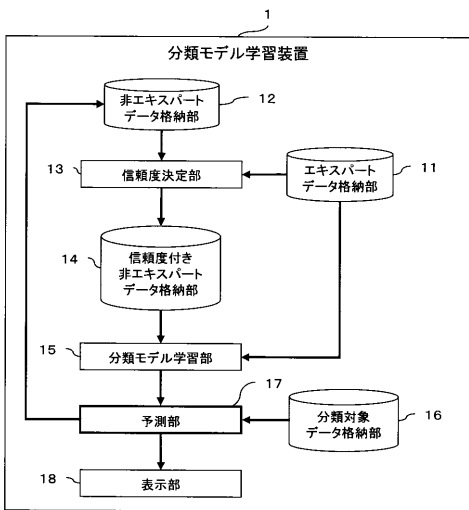 1
分類モデル学習装置
非エキスパート
データ格納部
12
13
信頼度決定部
エキスパート
データ格納部
11
14
信頼度付き
非エキスパート
データ格納部
15
分類モデル学習部
17
予測部
分類対象
データ格納部
16
18
表示部